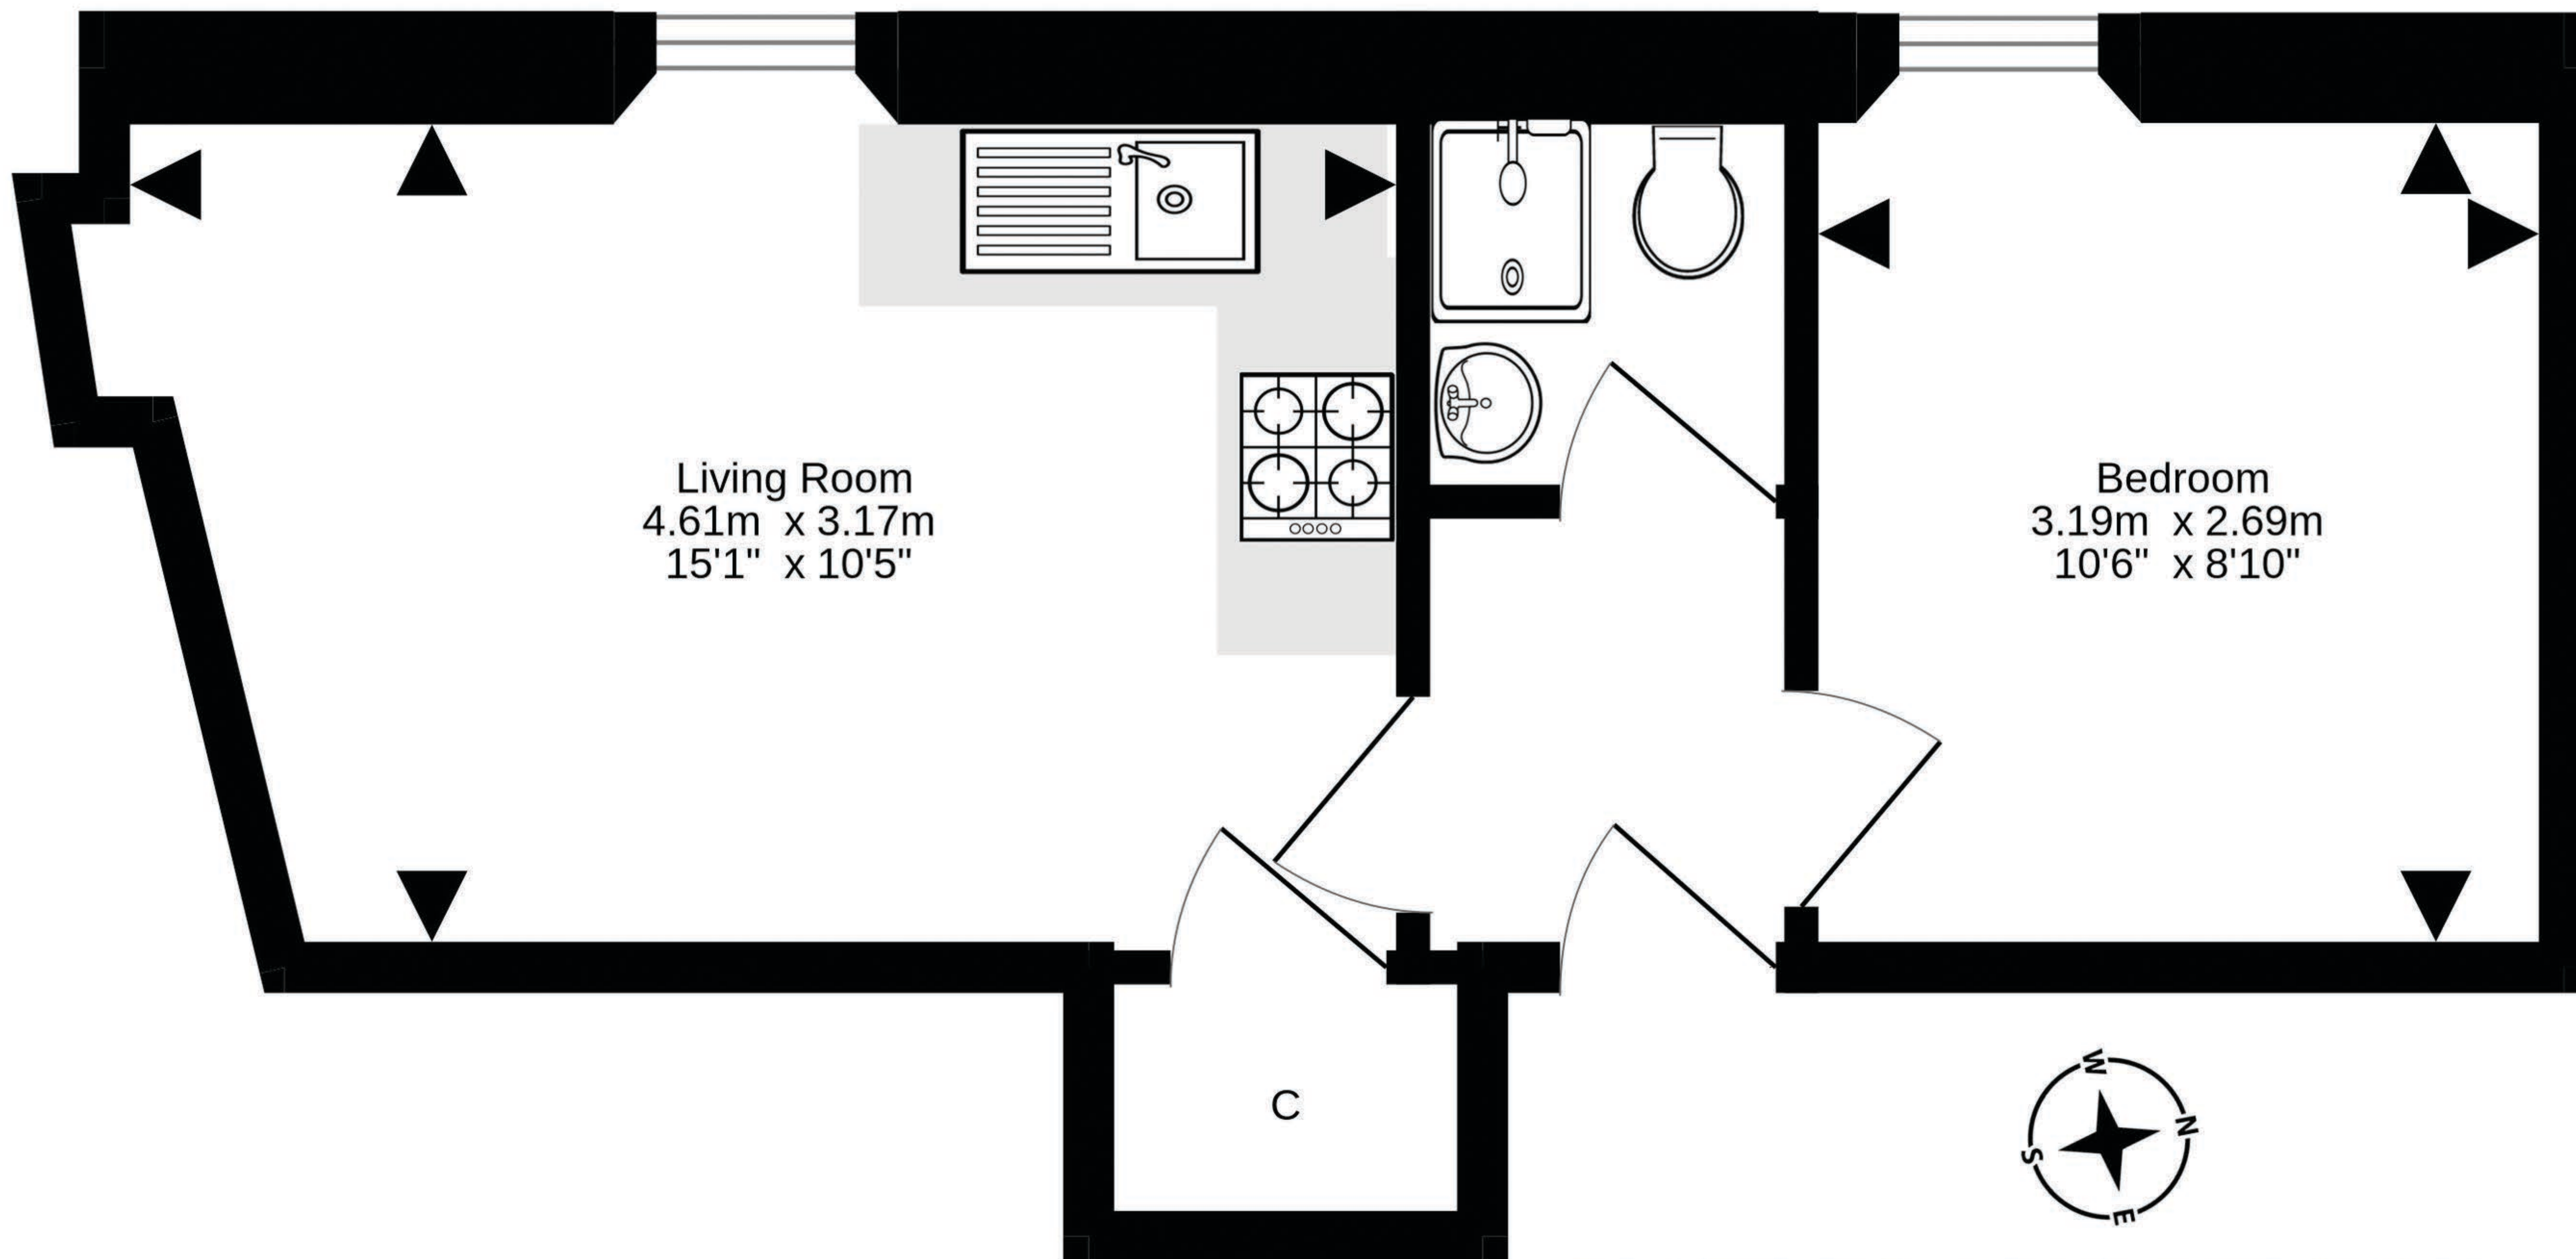 Living Room
4.61m x 3.17m
15'1" x 10'5"
Bedroom
3.19m x 2.69m
10'6" x 8'10"
C
W
N
S
E